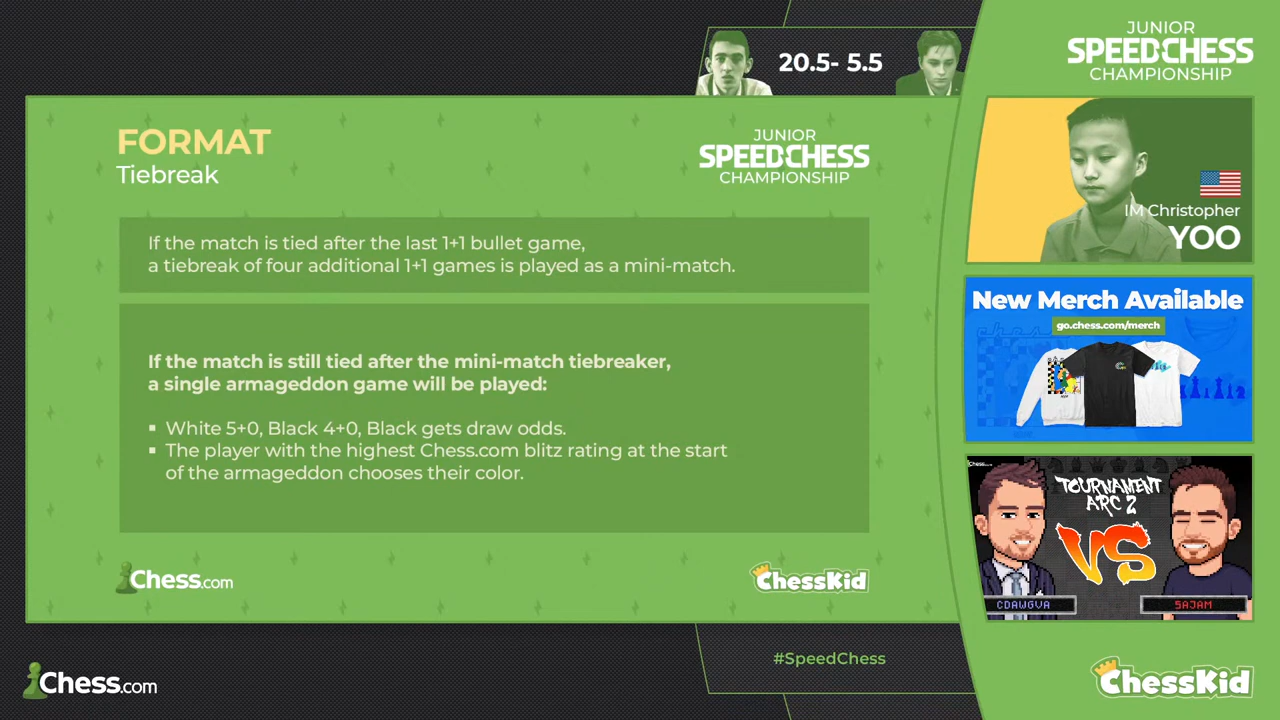 20.5- 5.5
JUNIOR
SPEEDCHESS
CHAMPIONSHIP
FORMAT
Tiebreak
JUNIOR
SPEEDCHESS
CHAMPIONSHIP
If the match is tied after the last 1+1 bullet game,
a tiebreak of four additional 1+1 games is played as a mini-match.
If the match is still tied after the mini-match tiebreaker,
a single armageddon game will be played:
▪ White 5+0, Black 4+0, Black gets draw odds.
▪ The player with the highest Chess.com blitz rating at the start
of the armageddon chooses their color.
Chess.com
ChessKid
IM Christopher
YOO
New Merch Available
go.chess.com/merch
Chess.com
TOURNAMENT
ARC 2
VS
CDAWGVA
SAJAM
#SpeedChess
Chess.com
ChessKid